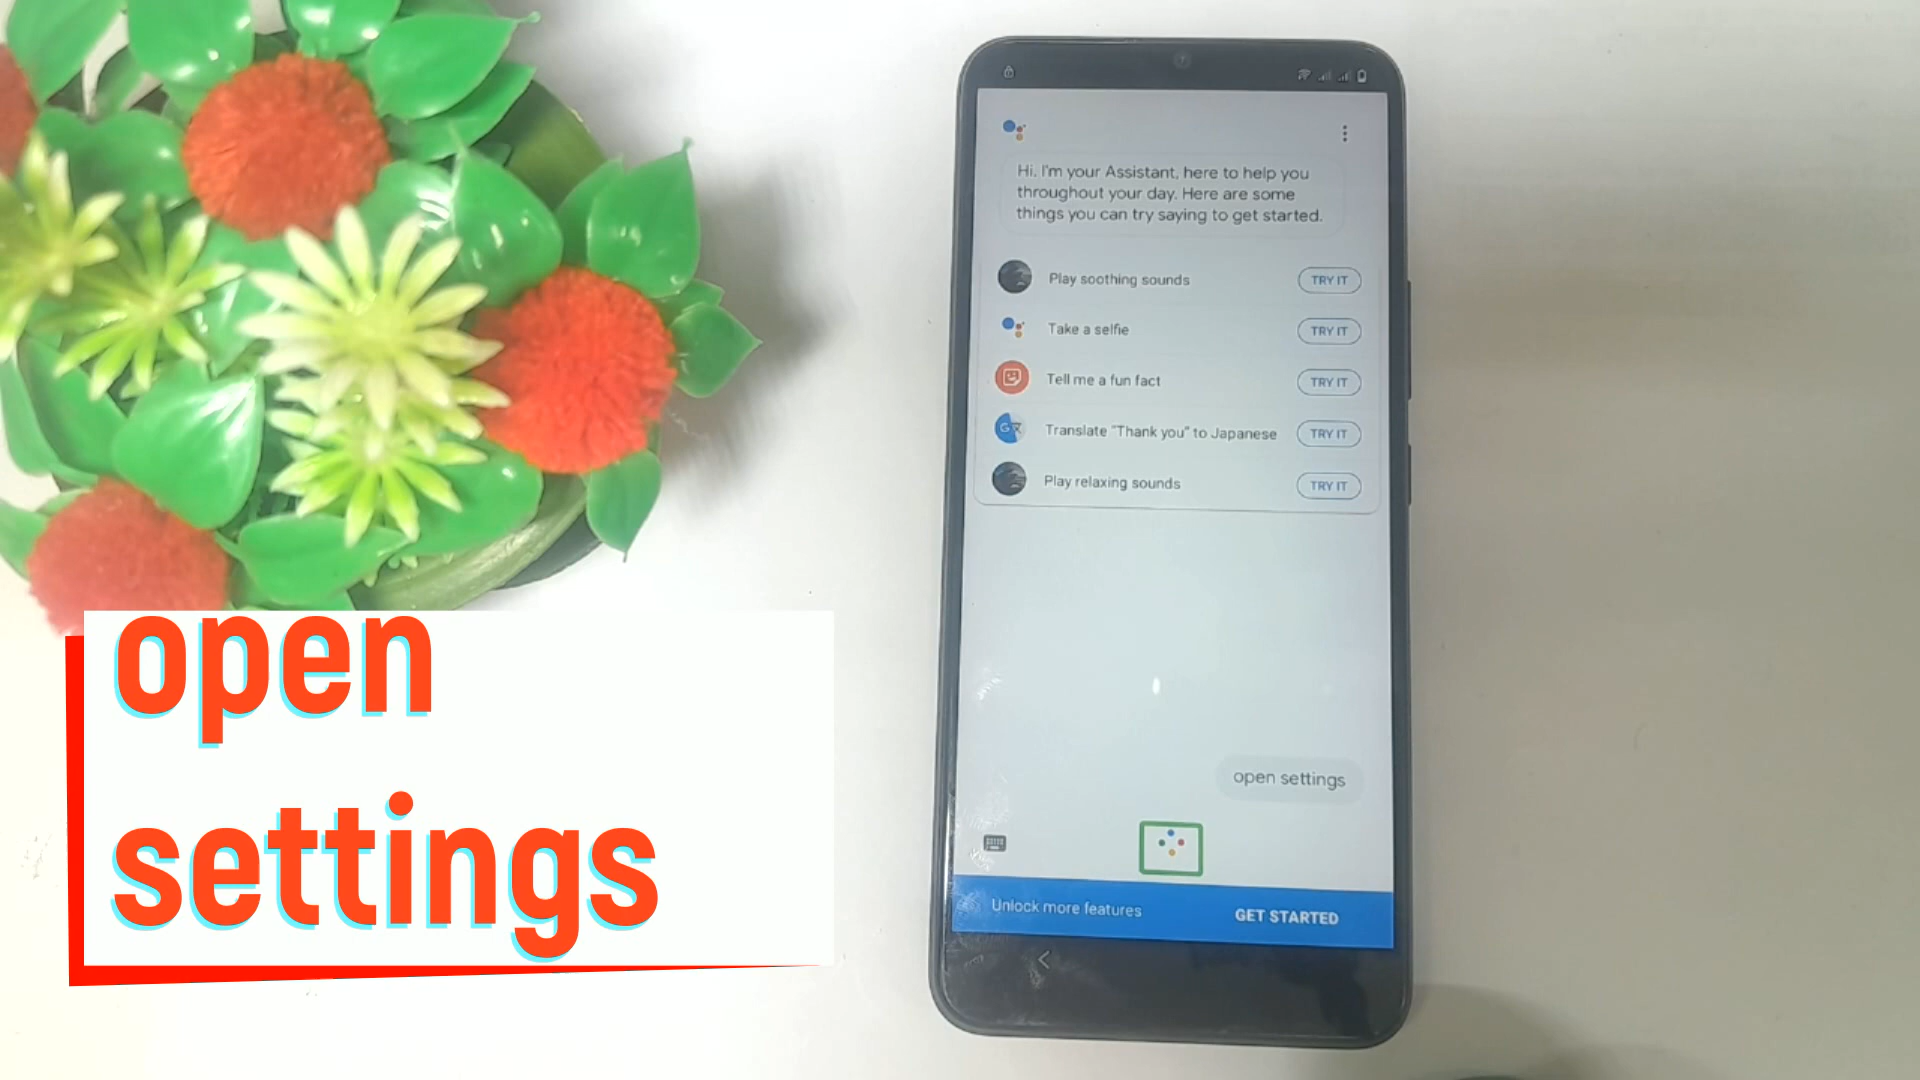 Hi, I'm your Assistant, here to help you
throughout your day. Here are some
things you can try saying to get started.
Play soothing sounds TRY IT
Take a selfie TRY IT
Tell me a fun fact TRY IT
Translate "Thank you" to Japanese TRY IT
Play relaxing sounds TRY IT
open settings
Unlock more features GET STARTED
open
settings